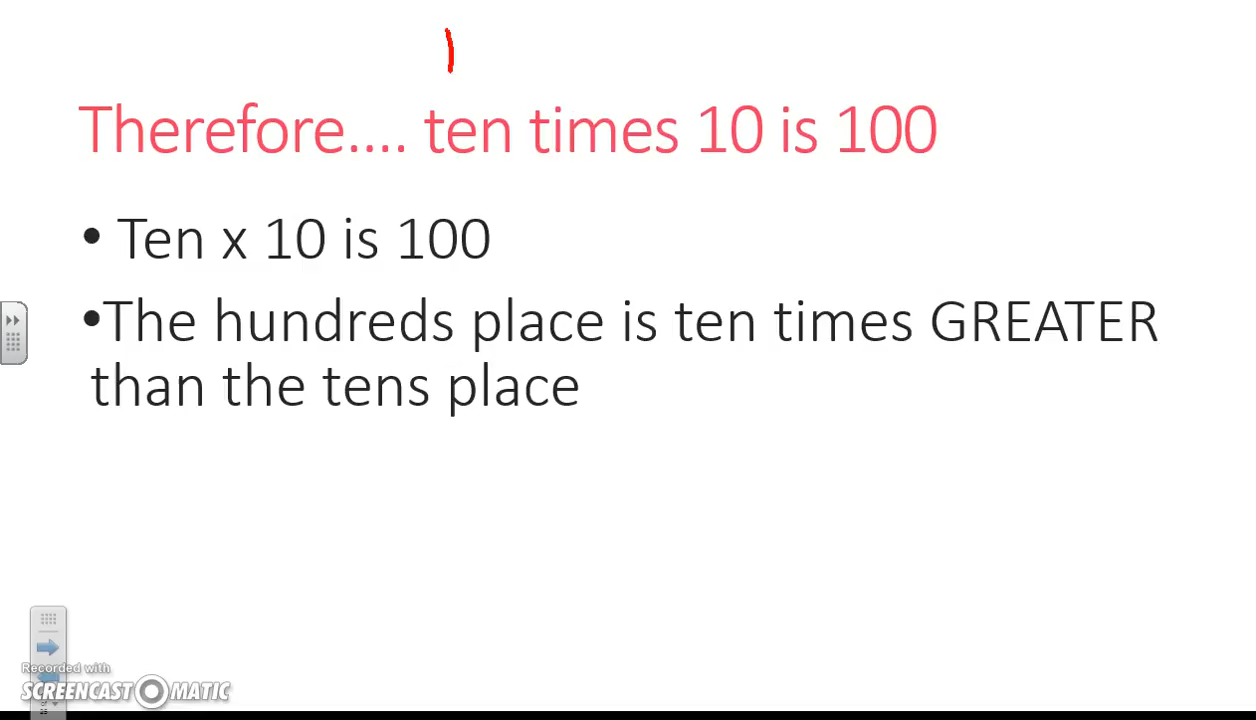 Therefore.... ten times 10 is 100
• Ten x 10 is 100
•The hundreds place is ten times GREATER
than the tens place
Recorded with
SCREENCAST O MATIC